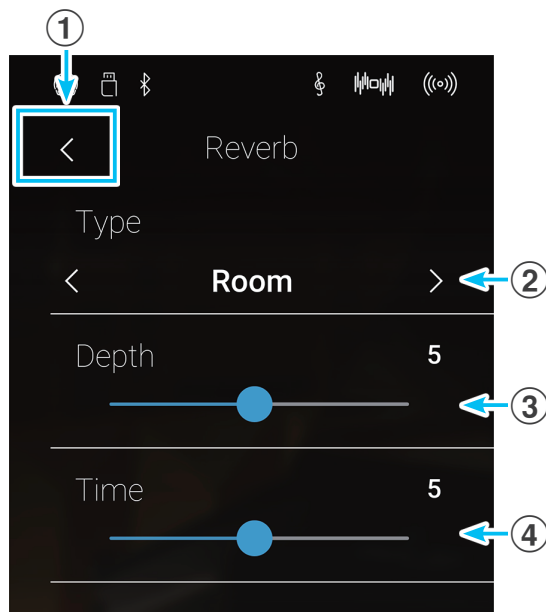 ①
Reverb
Type
Room
②
Depth 5
③
Time 5
④